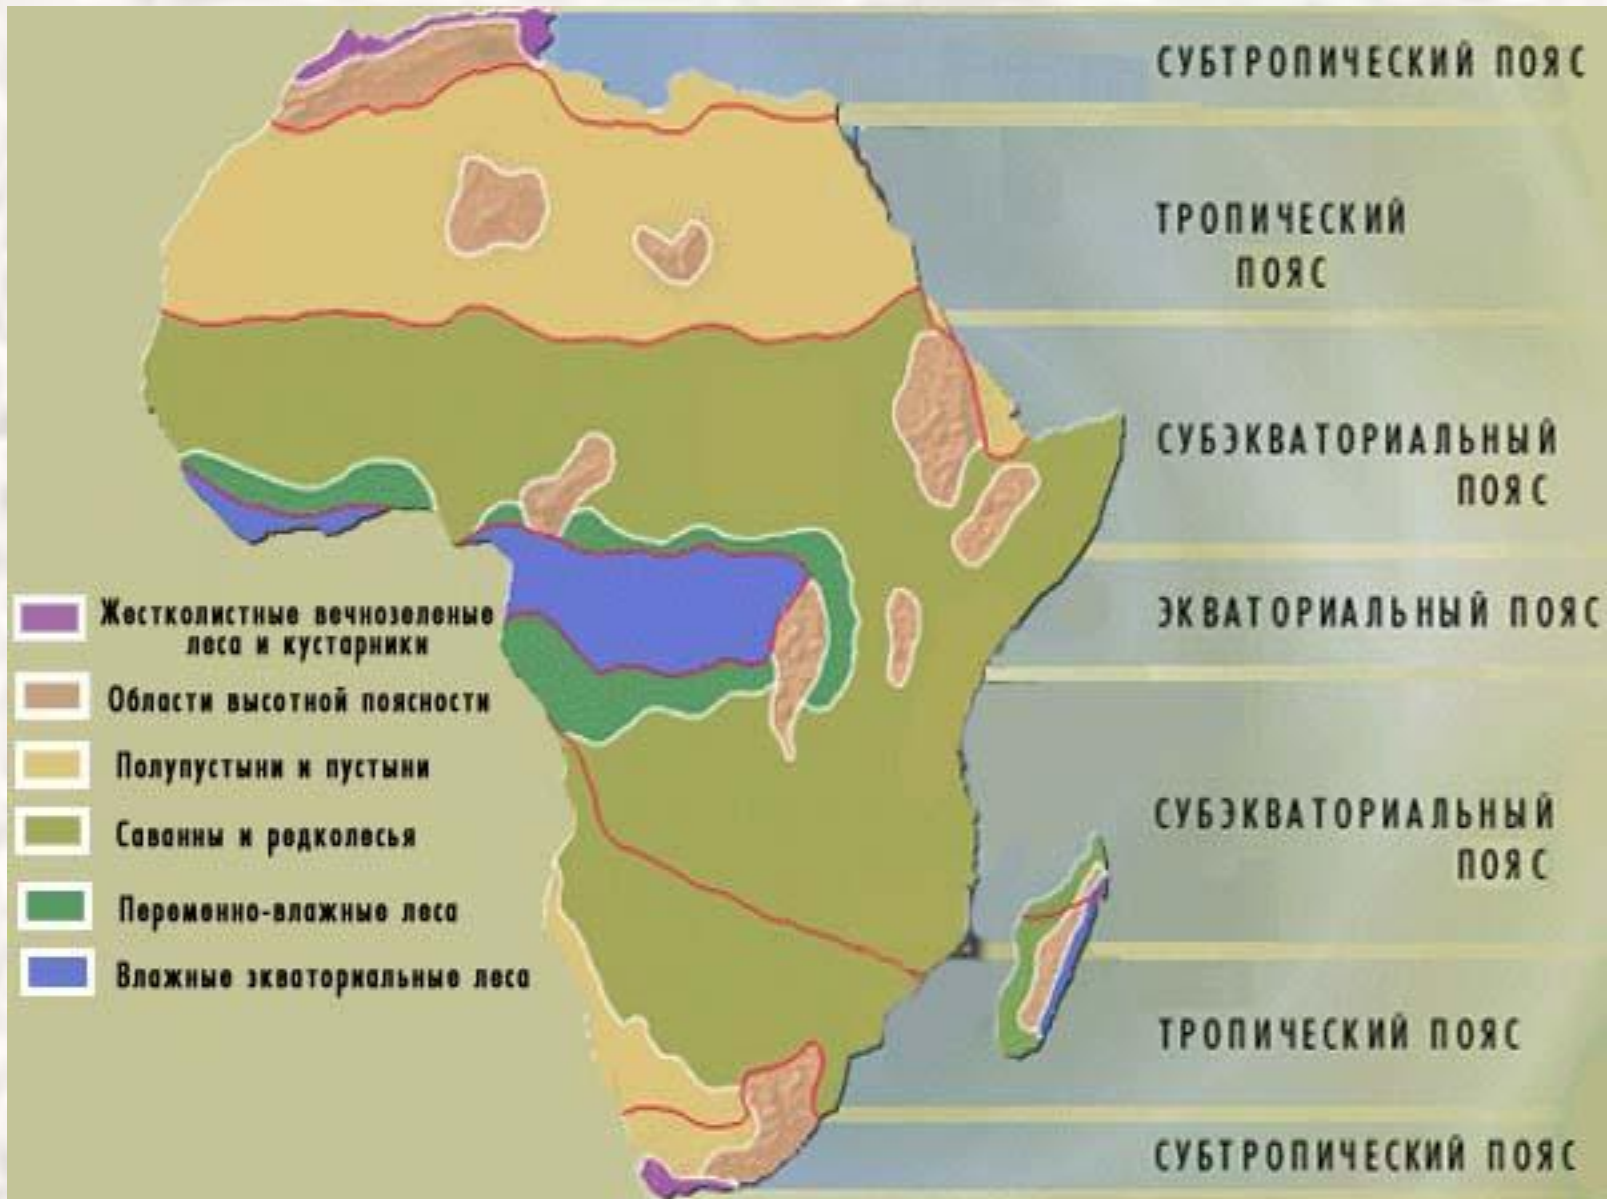 СУБТРОПИЧЕСКИЙ ПОЯС
ТРОПИЧЕСКИЙ
ПОЯС
СУБЭКВАТОРИАЛЬНЫЙ
ПОЯС
ЭКВАТОРИАЛЬНЫЙ ПОЯС
СУБЭКВАТОРИАЛЬНЫЙ
ПОЯС
ТРОПИЧЕСКИЙ ПОЯС
СУБТРОПИЧЕСКИЙ ПОЯС
Жестколистные вечнозеленые
леса и кустарники
Области высотной поясности
Полупустыни и пустыни
Саванны и редколесья
Переменно-влажные леса
Влажные экваториальные леса